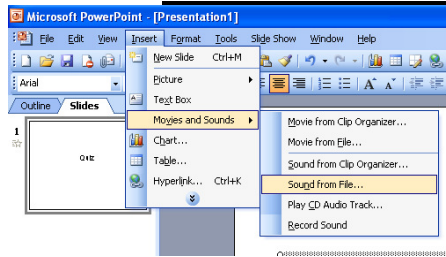 Microsoft PowerPoint - [Presentation1]
File Edit View Insert Format Tools Slide Show Window Help
New Slide Ctrl+M
Arial
Picture
Text Box
Outline Slides
Movies and Sounds
Movie from Clip Organizer...
1
Chart...
Movie from File...
Quiz
Table...
Sound from Clip Organizer...
Hyperlink... Ctrl+K
Sound from File...
Play CD Audio Track...
Record Sound